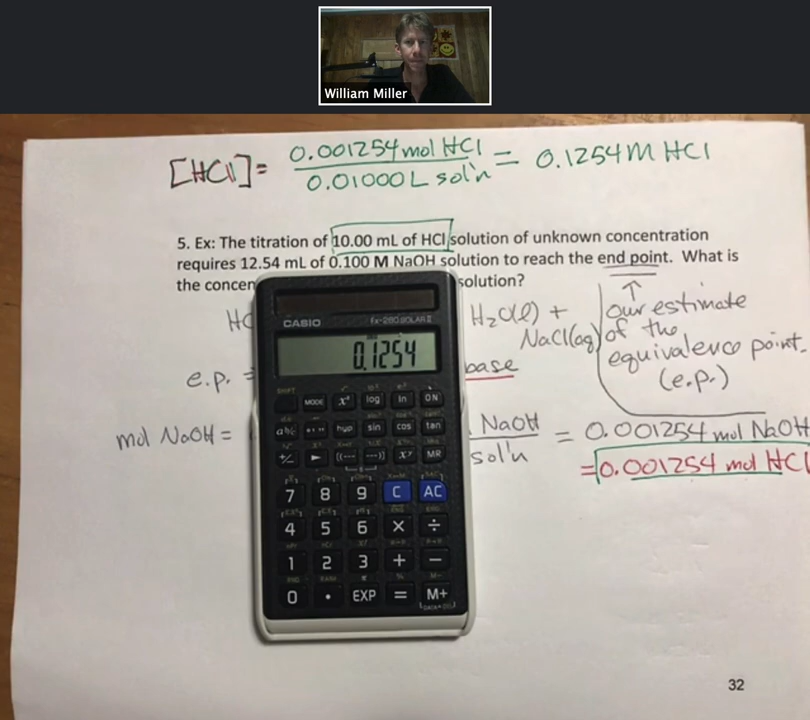 William Miller
[HCl] = 0.001254 mol HCl / 0.01000 L sol'n = 0.1254 M HCl
5. Ex: The titration of 10.00 mL of HCl solution of unknown concentration
requires 12.54 mL of 0.100 M NaOH solution to reach the end point. What is
the concen solution?
HC H₂O(l) +
NaCl(aq)
our estimate
of the
equivalence point.
(e.p.)
e.p. = base
mol NaOH = NaOH / sol'n = 0.001254 mol NaOH
= 0.001254 mol HCl
CASIO fx-260 SOLAR II
0.1254
SHIFT MODE log ln ON
hyp sin cos tan
+/- MR
7 8 9 C AC
4 5 6 × ÷
1 2 3 + −
0 . EXP = M+
32